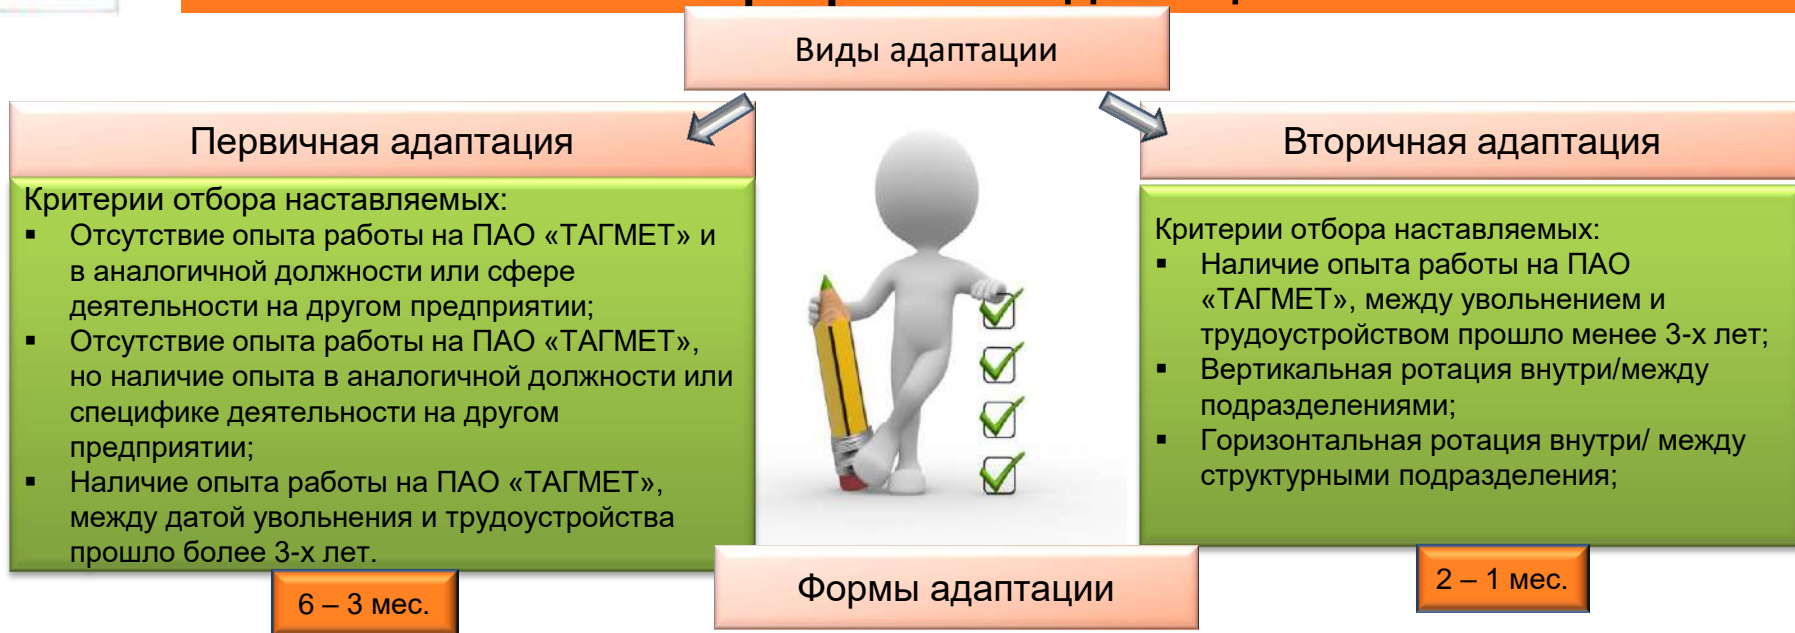 Виды адаптации
Первичная адаптация
Критерии отбора наставляемых:
▪ Отсутствие опыта работы на ПАО «ТАГМЕТ» и
в аналогичной должности или сфере
деятельности на другом предприятии;
▪ Отсутствие опыта работы на ПАО «ТАГМЕТ»,
но наличие опыта в аналогичной должности или
специфике деятельности на другом
предприятии;
▪ Наличие опыта работы на ПАО «ТАГМЕТ»,
между датой увольнения и трудоустройства
прошло более 3-х лет.
6 – 3 мес.
Вторичная адаптация
Критерии отбора наставляемых:
▪ Наличие опыта работы на ПАО
«ТАГМЕТ», между увольнением и
трудоустройством прошло менее 3-х лет;
▪ Вертикальная ротация внутри/между
подразделениями;
▪ Горизонтальная ротация внутри/ между
структурными подразделения;
2 – 1 мес.
Формы адаптации